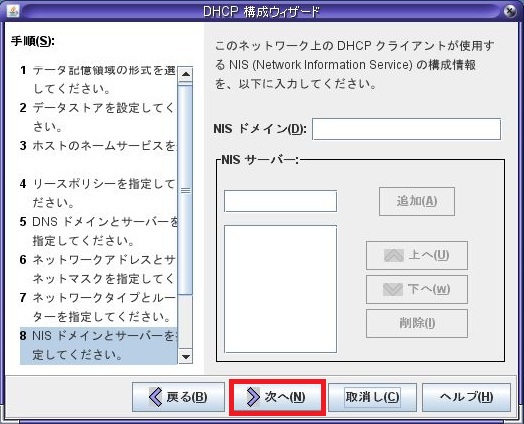 DHCP 構成ウィザード
手順(S):
1 データ記憶領域の形式を選
してください。
2 データストアを設定してく
さい。
3 ホストのネームサービスを
4 リースポリシーを指定して
ださい。
5 DNS ドメインとサーバーを
指定してください。
6 ネットワークアドレスとサ
ネットマスクを指定してく
7 ネットワークタイプとルー
ターを指定してください。
8 NIS ドメインとサーバーを
定してください。
このネットワーク上の DHCP クライアントが使用す
る NIS (Network Information Service) の構成情報
を、以下に入力してください。
NIS ドメイン(D):
NIS サーバー:
追加(A)
上へ(U)
下へ(w)
削除(I)
戻る(B)
次へ(N)
取消し(C)
ヘルプ(H)